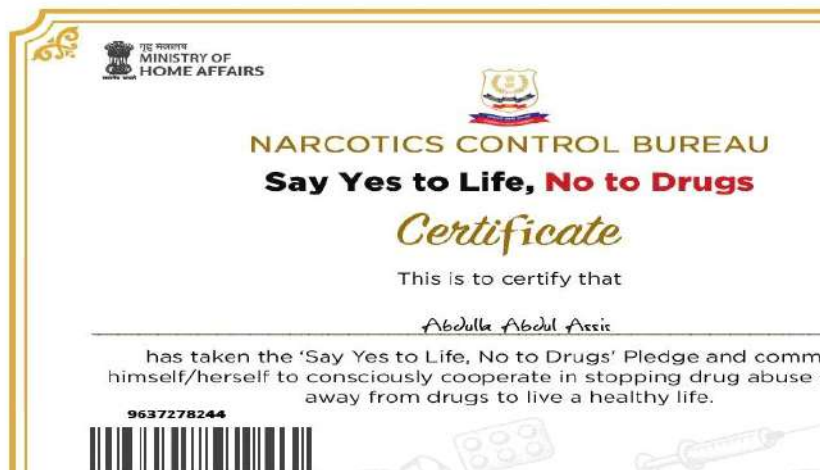 गृह मंत्रालय
MINISTRY OF
HOME AFFAIRS
NARCOTICS CONTROL BUREAU
Say Yes to Life, No to Drugs
Certificate
This is to certify that
Abdulla Abdul Assis
has taken the ‘Say Yes to Life, No to Drugs’ Pledge and comm
himself/herself to consciously cooperate in stopping drug abuse
away from drugs to live a healthy life.
9637278244